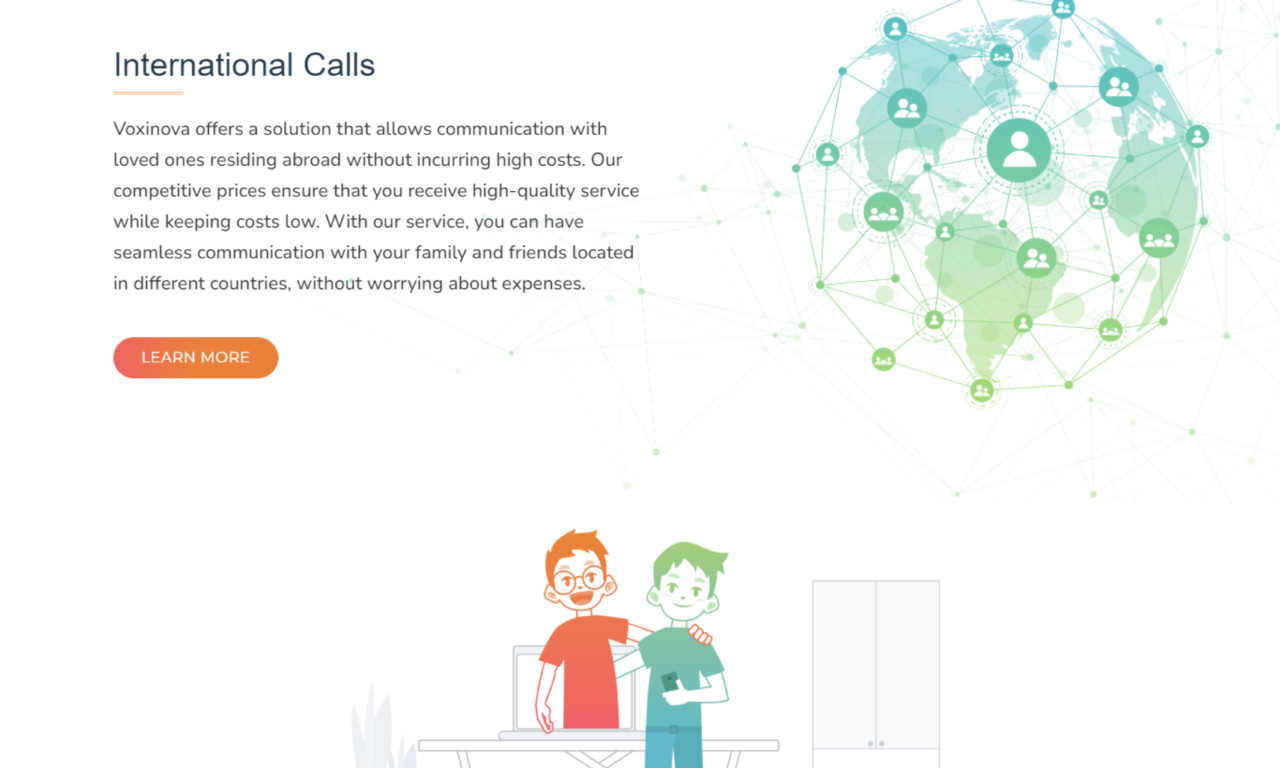 International Calls
Voxinova offers a solution that allows communication with
loved ones residing abroad without incurring high costs. Our
competitive prices ensure that you receive high-quality service
while keeping costs low. With our service, you can have
seamless communication with your family and friends located
in different countries, without worrying about expenses.
LEARN MORE